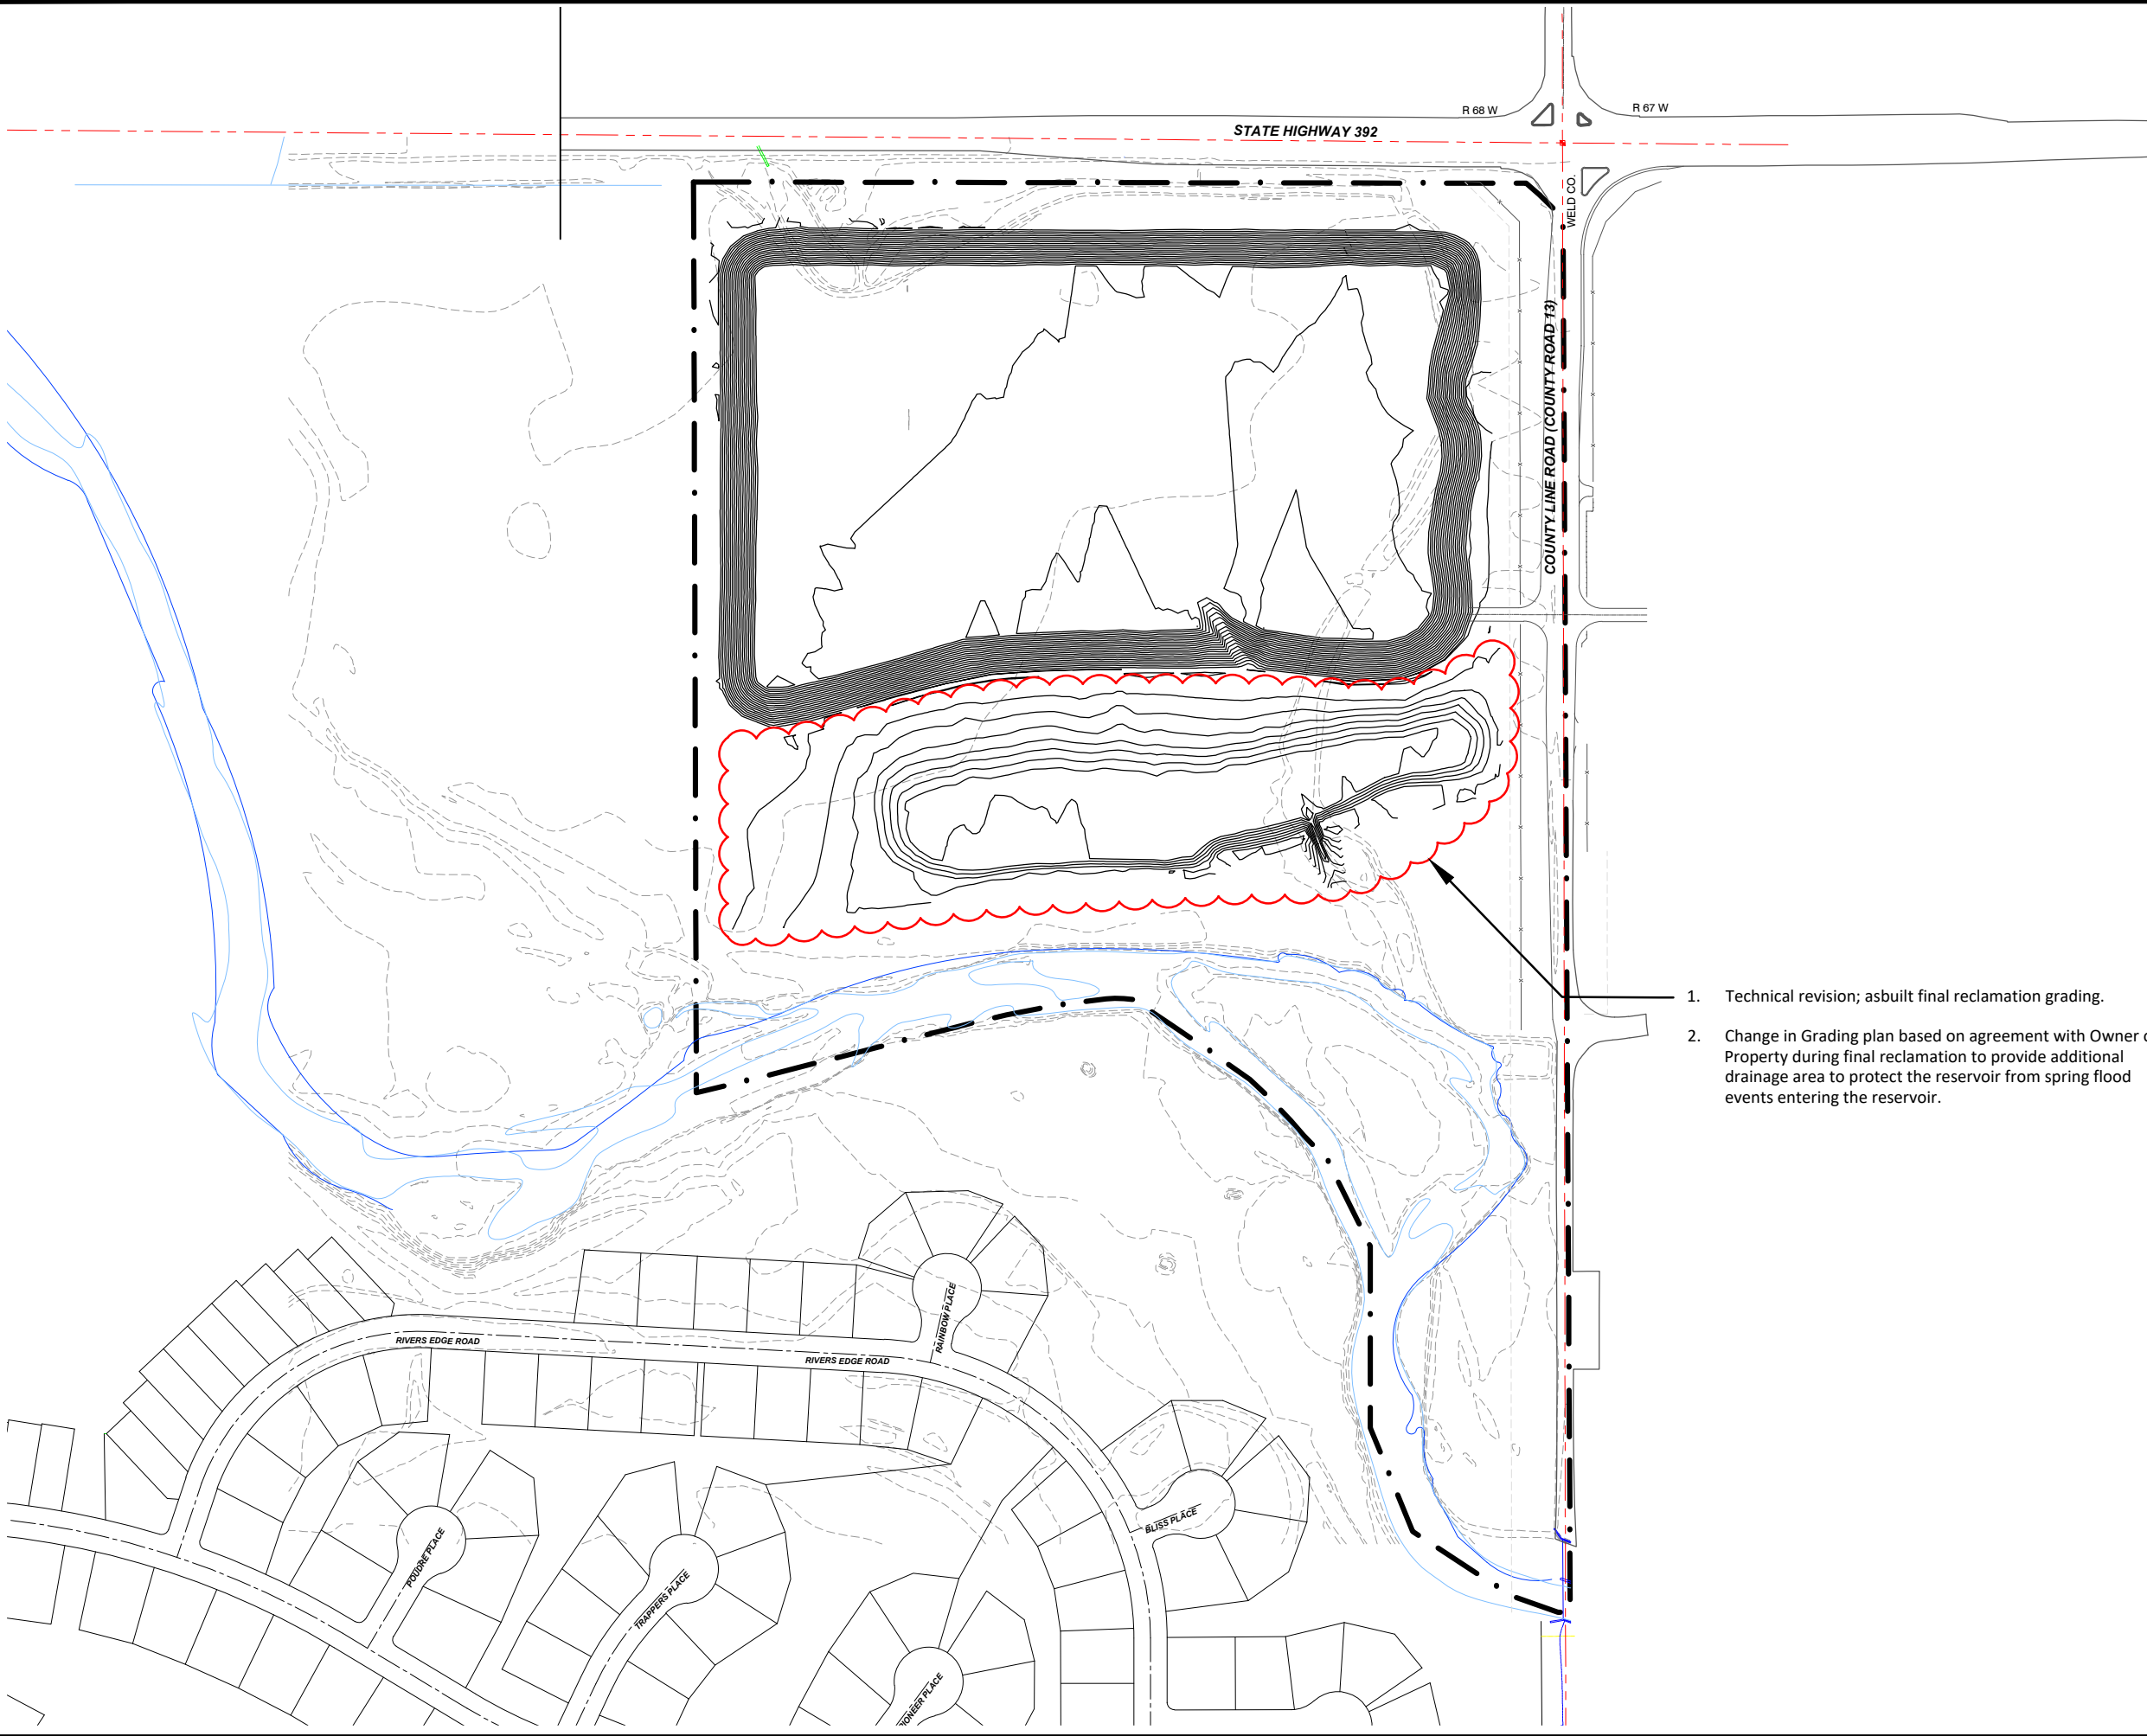 R 68 W
R 67 W
STATE HIGHWAY 392
WELD CO.
COUNTY LINE ROAD (COUNTY ROAD 13)
1. Technical revision; asbuilt final reclamation grading.
2. Change in Grading plan based on agreement with Owner
Property during final reclamation to provide additional
drainage area to protect the reservoir from spring flood
events entering the reservoir.
RAINBOW PLACE
RIVERS EDGE ROAD
RIVERS EDGE ROAD
BLISS PLACE
POUDRE PLACE
TRAPPERS PLACE
PIONEER PLACE